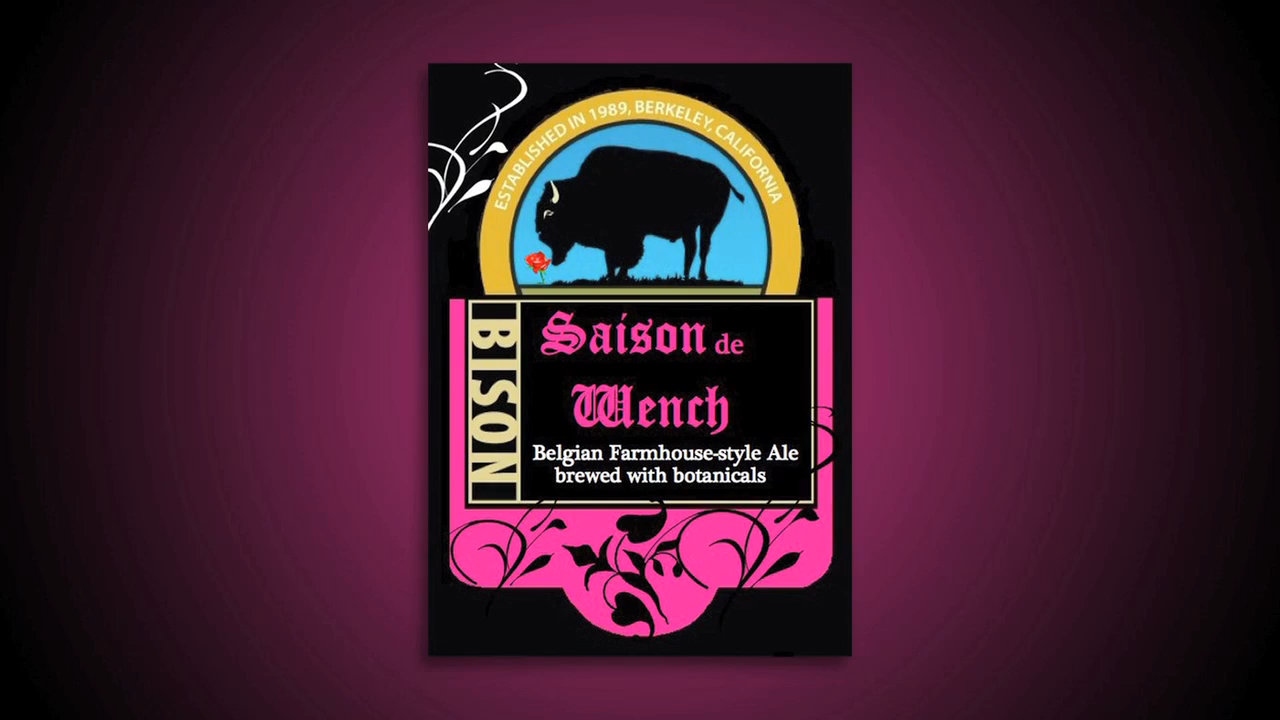 ESTABLISHED IN 1989, BERKELEY, CALIFORNIA
BISON
Saison de
Wench
Belgian Farmhouse-style Ale
brewed with botanicals